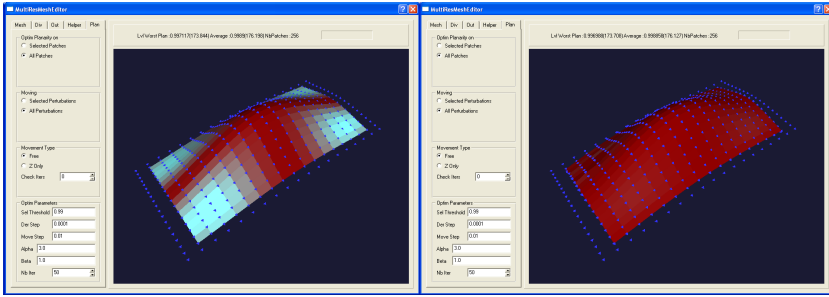 MultiResMeshEditor
Mesh Div Out Helper Plan
Lvl Worst Plan :0.997117(173.844) Average :0.9989(176.198) NbPatches :256
Optim Planarity on
Selected Patches
All Patches
Moving
Selected Perturbations
All Perturbations
Movement Type
Free
Z Only
Check Iters 0
Optim Parameters
Sel Threshold 0.99
Der Step 0.0001
Move Step 0.01
Alpha 3.0
Beta 1.0
Nb Iter 50
MultiResMeshEditor
Mesh Div Out Helper Plan
Lvl Worst Plan :0.996988(173.708) Average :0.998858(176.127) NbPatches :256
Optim Planarity on
Selected Patches
All Patches
Moving
Selected Perturbations
All Perturbations
Movement Type
Free
Z Only
Check Iters 0
Optim Parameters
Sel Threshold 0.99
Der Step 0.0001
Move Step 0.01
Alpha 3.0
Beta 1.0
Nb Iter 50